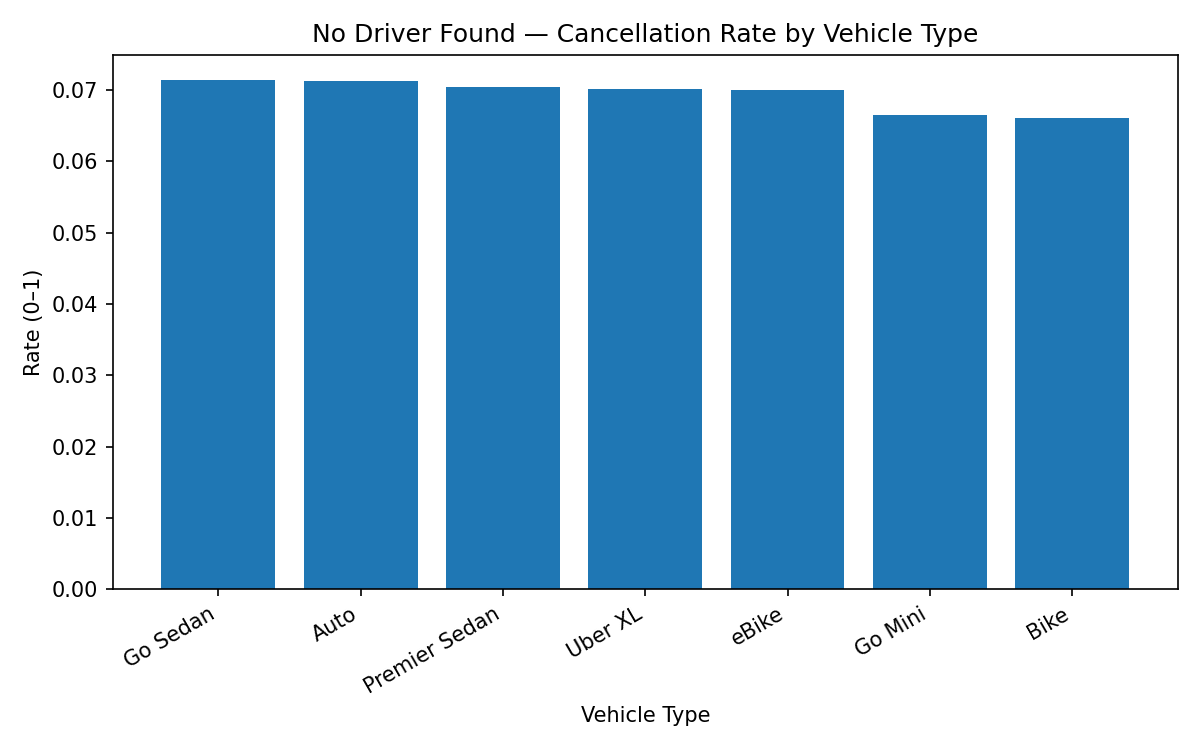 No Driver Found — Cancellation Rate by Vehicle Type
Rate (0–1)
0.07
0.06
0.05
0.04
0.03
0.02
0.01
0.00
Go Sedan
Auto
Premier Sedan
Uber XL
eBike
Go Mini
Bike
Vehicle Type